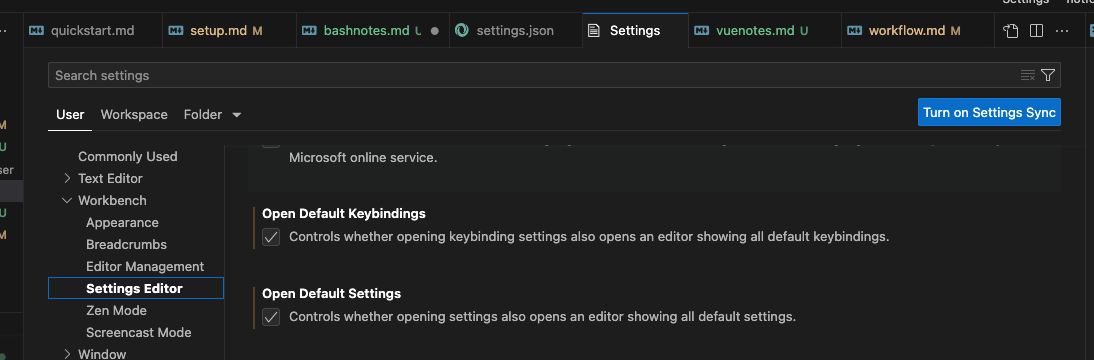 Settings
quickstart.md setup.md M bashnotes.md settings.json Settings vuenotes.md U workflow.md M
Search settings
User Workspace Folder Turn on Settings Sync
M
U
ser
U
M
Commonly Used
Text Editor
Workbench
Appearance
Breadcrumbs
Editor Management
Settings Editor
Zen Mode
Screencast Mode
Window
Microsoft online service.
Open Default Keybindings
Controls whether opening keybinding settings also opens an editor showing all default keybindings.
Open Default Settings
Controls whether opening settings also opens an editor showing all default settings.